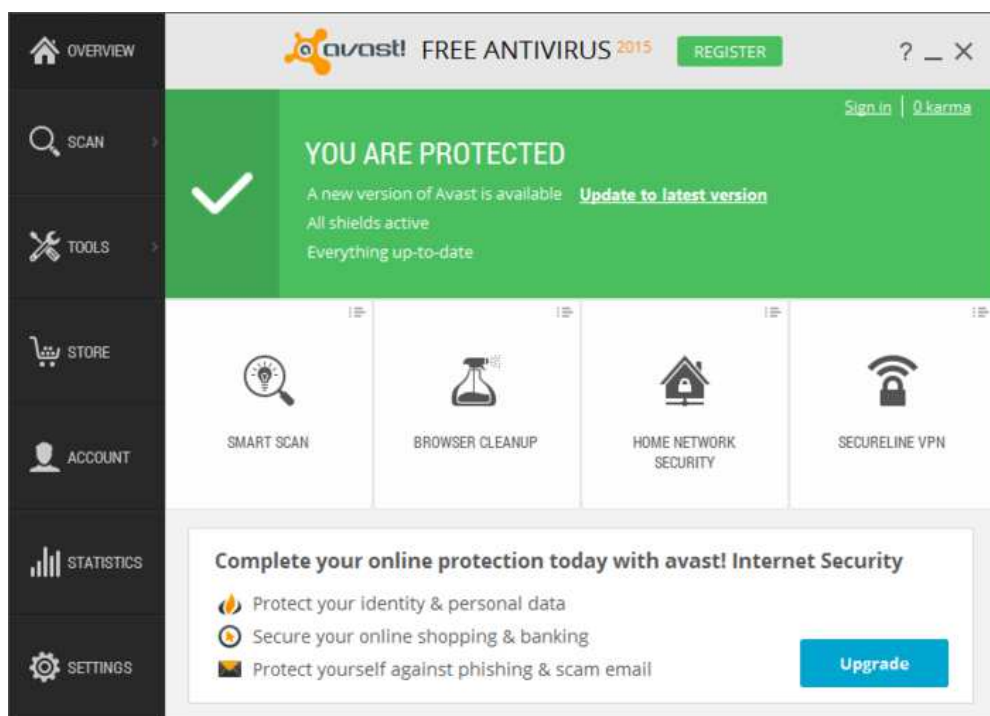 OVERVIEW
SCAN
TOOLS
STORE
ACCOUNT
STATISTICS
SETTINGS
avast! FREE ANTIVIRUS 2015 REGISTER ?
Sign in | 0 karma
YOU ARE PROTECTED
A new version of Avast is available Update to latest version
All shields active
Everything up-to-date
SMART SCAN
BROWSER CLEANUP
HOME NETWORK
SECURITY
SECURELINE VPN
Complete your online protection today with avast! Internet Security
Protect your identity & personal data
Secure your online shopping & banking
Protect yourself against phishing & scam email
Upgrade